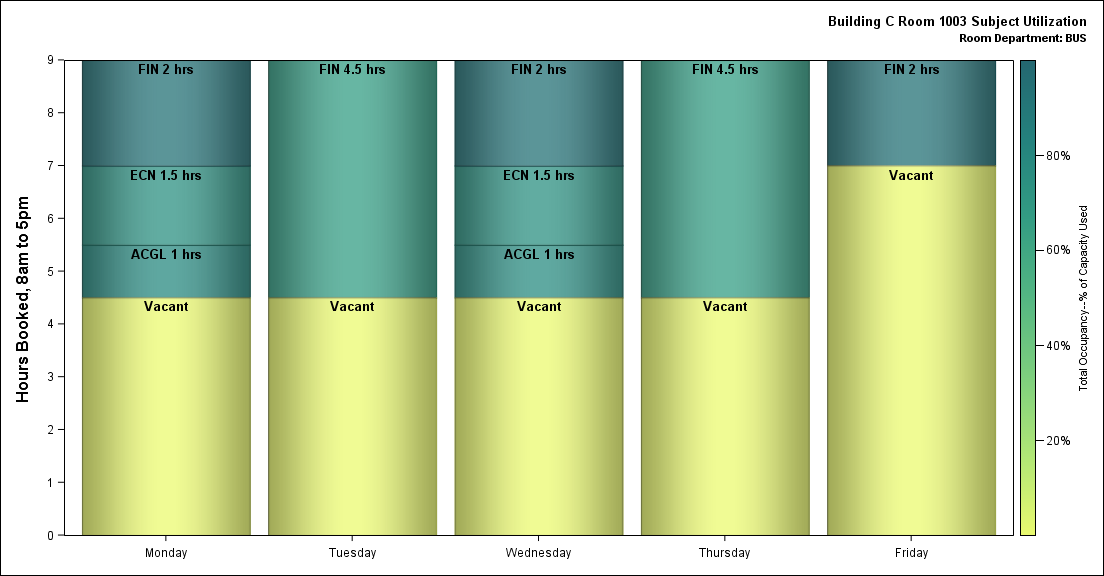 Building C Room 1003 Subject Utilization
Room Department: BUS
Hours Booked, 8am to 5pm
9
8
7
6
5
4
3
2
1
0
FIN 2 hrs
ECN 1.5 hrs
ACGL 1 hrs
Vacant
FIN 4.5 hrs
Vacant
FIN 2 hrs
ECN 1.5 hrs
ACGL 1 hrs
Vacant
FIN 4.5 hrs
Vacant
FIN 2 hrs
Vacant
Monday
Tuesday
Wednesday
Thursday
Friday
80%
60%
40%
20%
Total Occupancy--% of Capacity Used